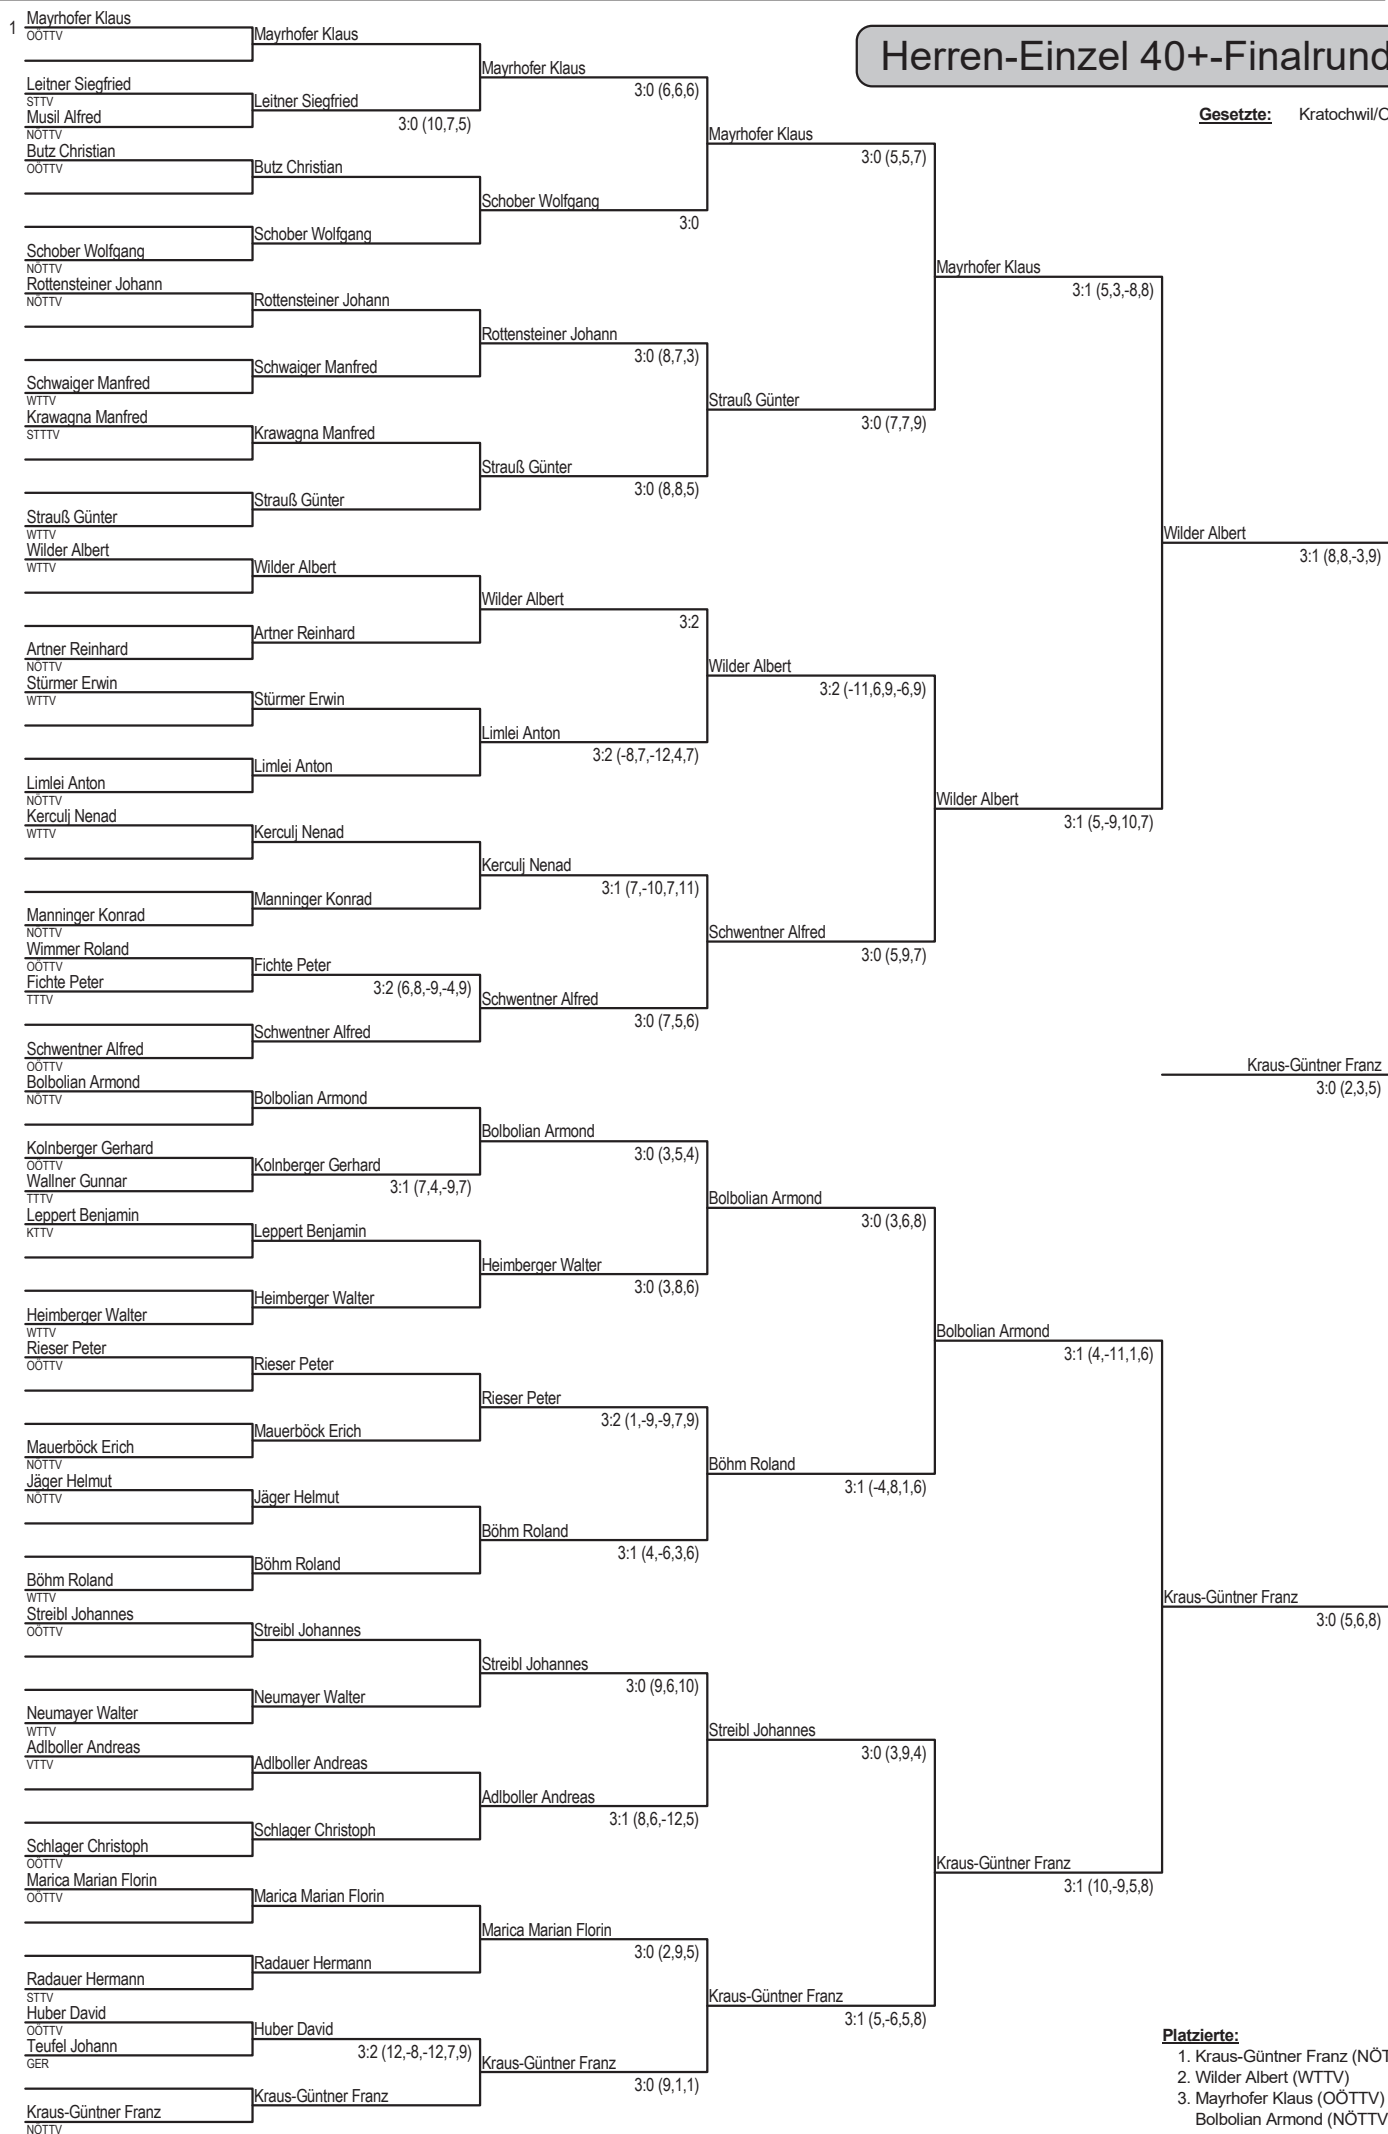 Herren-Einzel 40+-Finalrund
Gesetzte: Kratochwil/O
1
Mayrhofer Klaus
OÖTTV
Leitner Siegfried
STTV
Musil Alfred
NÖTTV
Butz Christian
OÖTTV
Schober Wolfgang
NÖTTV
Rottensteiner Johann
NÖTTV
Schwaiger Manfred
WTTV
Krawagna Manfred
STTTV
Strauß Günter
WTTV
Wilder Albert
WTTV
Artner Reinhard
NÖTTV
Stürmer Erwin
WTTV
Limlei Anton
NÖTTV
Kerculj Nenad
WTTV
Manninger Konrad
NÖTTV
Wimmer Roland
OÖTTV
Fichte Peter
TTTV
Schwentner Alfred
OÖTTV
Bolbolian Armond
NÖTTV
Kolnberger Gerhard
OÖTTV
Wallner Gunnar
TTTV
Leppert Benjamin
KTTV
Heimberger Walter
WTTV
Rieser Peter
OÖTTV
Mauerböck Erich
NÖTTV
Jäger Helmut
NÖTTV
Böhm Roland
WTTV
Streibl Johannes
OÖTTV
Neumayer Walter
WTTV
Adlboller Andreas
VTTV
Schlager Christoph
OÖTTV
Marica Marian Florin
OÖTTV
Radauer Hermann
STTV
Huber David
OÖTTV
Teufel Johann
GER
Kraus-Güntner Franz
NÖTTV
Mayrhofer Klaus
Leitner Siegfried
3:0 (10,7,5)
Butz Christian
Schober Wolfgang
Rottensteiner Johann
Schwaiger Manfred
Krawagna Manfred
Strauß Günter
Wilder Albert
Artner Reinhard
Stürmer Erwin
Limlei Anton
Kerculj Nenad
Manninger Konrad
Fichte Peter
3:2 (6,8,-9,-4,9)
Schwentner Alfred
Bolbolian Armond
Kolnberger Gerhard
3:1 (7,4,-9,7)
Leppert Benjamin
Heimberger Walter
Rieser Peter
Mauerböck Erich
Jäger Helmut
Böhm Roland
Streibl Johannes
Neumayer Walter
Adlboller Andreas
Schlager Christoph
Marica Marian Florin
Radauer Hermann
Huber David
3:2 (12,-8,-12,7,9)
Kraus-Güntner Franz
Mayrhofer Klaus
3:0 (6,6,6)
Schober Wolfgang
3:0
Rottensteiner Johann
3:0 (8,7,3)
Strauß Günter
3:0 (8,8,5)
Wilder Albert
3:2
Limlei Anton
3:2 (-8,7,-12,4,7)
Kerculj Nenad
3:1 (7,-10,7,11)
Schwentner Alfred
3:0 (7,5,6)
Bolbolian Armond
3:0 (3,5,4)
Heimberger Walter
3:0 (3,8,6)
Rieser Peter
3:2 (1,-9,-9,7,9)
Böhm Roland
3:1 (4,-6,3,6)
Streibl Johannes
3:0 (9,6,10)
Adlboller Andreas
3:1 (8,6,-12,5)
Marica Marian Florin
3:0 (2,9,5)
Kraus-Güntner Franz
3:0 (9,1,1)
Mayrhofer Klaus
3:0 (5,5,7)
Strauß Günter
3:0 (7,7,9)
Wilder Albert
3:2 (-11,6,9,-6,9)
Schwentner Alfred
3:0 (5,9,7)
Bolbolian Armond
3:0 (3,6,8)
Böhm Roland
3:1 (-4,8,1,6)
Streibl Johannes
3:0 (3,9,4)
Kraus-Güntner Franz
3:1 (5,-6,5,8)
Mayrhofer Klaus
3:1 (5,3,-8,8)
Wilder Albert
3:1 (5,-9,10,7)
Bolbolian Armond
3:1 (4,-11,1,6)
Kraus-Güntner Franz
3:1 (10,-9,5,8)
Wilder Albert
3:1 (8,8,-3,9)
Kraus-Güntner Franz
3:0 (5,6,8)
Kraus-Güntner Franz
3:0 (2,3,5)
Platzierte:
1. Kraus-Güntner Franz (NÖT
2. Wilder Albert (WTTV)
3. Mayrhofer Klaus (OÖTTV)
Bolbolian Armond (NÖTTV